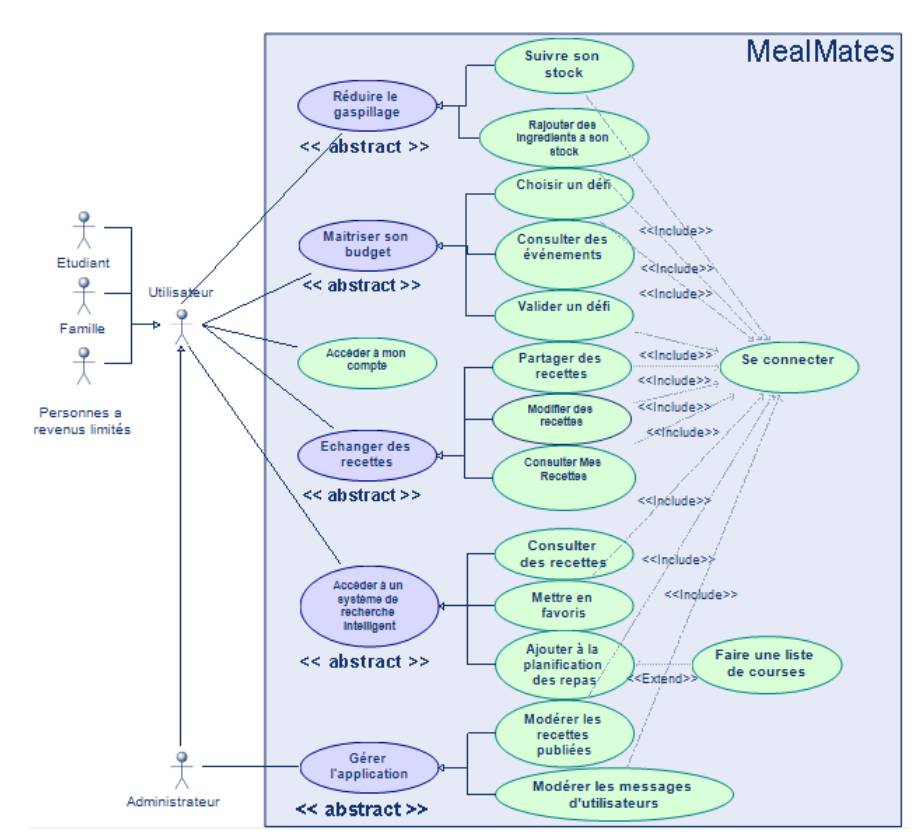 MealMates
Suivre son
stock
Réduire le
gaspillage
<< abstract >>
Rajouter des
ingredients a son
stock
Choisir un défi
Maitriser son
budget
<< abstract >>
Consulter des
événements
Valider un défi
<<Include>>
<<Include>>
<<Include>>
Etudiant
Famille
Personnes a
revenus limités
Utilisateur
Accéder à mon
compte
Partager des
recettes
<<Include>>
<<Include>>
<<Include>>
<<Include>>
Se connecter
Modifier des
recettes
Echanger des
recettes
<< abstract >>
Consulter Mes
Recettes
<<Include>>
Consulter
des recettes
<<Include>>
Accéder à un
système de
recherche
intelligent
<< abstract >>
Mettre en
favoris
<<Include>>
Ajouter à la
planification
des repas
<<Extend>>
Faire une liste
de courses
Modérer les
recettes
publiées
Administrateur
Gérer
l'application
<< abstract >>
Modérer les messages
d'utilisateurs